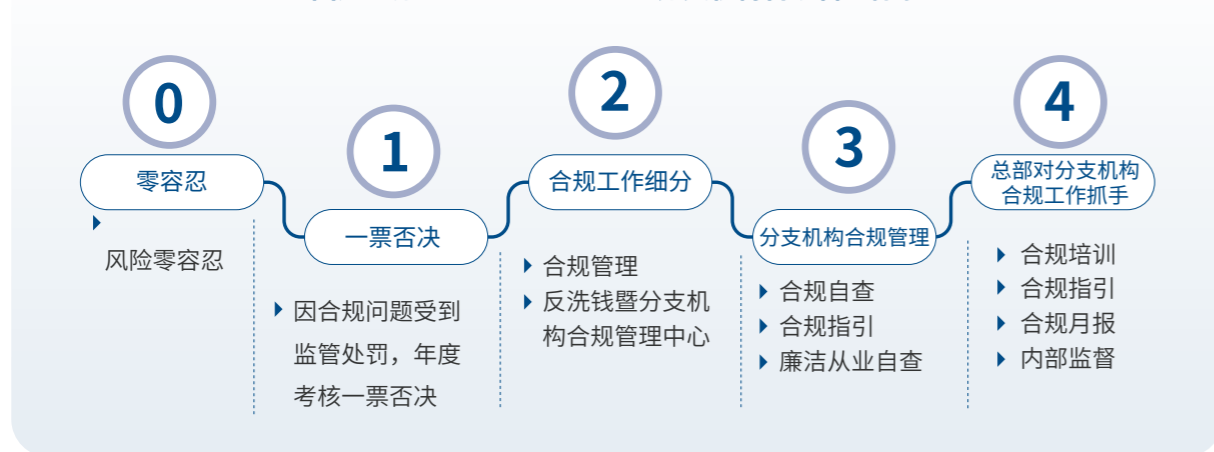 0
零容忍
风险零容忍
1
一票否决
因合规问题受到
监管处罚，年度
考核一票否决
2
合规工作细分
合规管理
反洗钱暨分支机
构合规管理中心
3
分支机构合规管理
合规自查
合规指引
廉洁从业自查
4
总部对分支机构
合规工作抓手
合规培训
合规指引
合规月报
内部监督